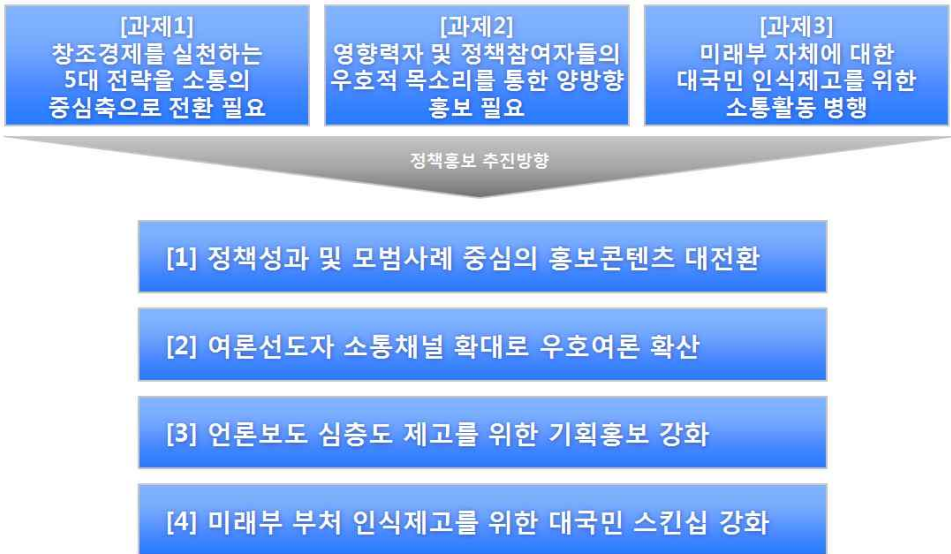 [과제1]
창조경제를 실천하는
5대 전략을 소통의
중심축으로 전환 필요
[과제2]
영향력자 및 정책참여자들의
우호적 목소리를 통한 양방향
홍보 필요
[과제3]
미래부 자체에 대한
대국민 인식제고를 위한
소통활동 병행
정책홍보 추진방향
[1] 정책성과 및 모범사례 중심의 홍보콘텐츠 대전환
[2] 여론선도자 소통채널 확대로 우호여론 확산
[3] 언론보도 심층도 제고를 위한 기획홍보 강화
[4] 미래부 부처 인식제고를 위한 대국민 스킨십 강화